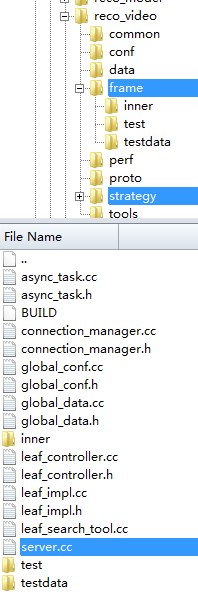 reco_model
reco_video
common
conf
data
frame
inner
test
testdata
perf
proto
strategy
tools
File Name
..
async_task.cc
async_task.h
BUILD
connection_manager.cc
connection_manager.h
global_conf.cc
global_conf.h
global_data.cc
global_data.h
inner
leaf_controller.cc
leaf_controller.h
leaf_impl.cc
leaf_impl.h
leaf_search_tool.cc
server.cc
test
testdata